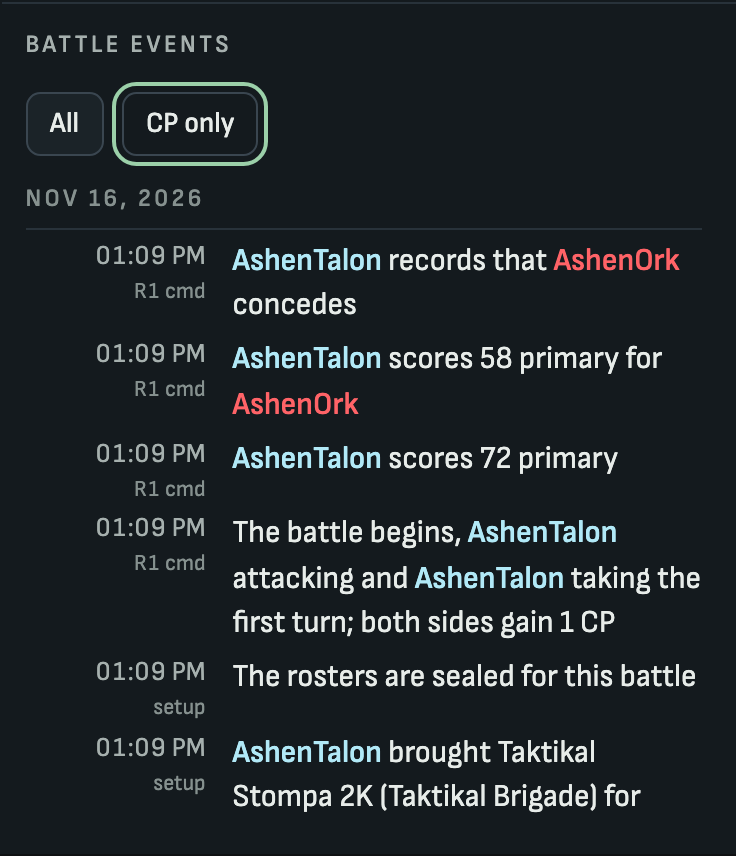 BATTLE EVENTS
All
CP only
NOV 16, 2026
01:09 PM
R1 cmd
AshenTalon records that AshenOrk
concedes
01:09 PM
R1 cmd
AshenTalon scores 58 primary for
AshenOrk
01:09 PM
R1 cmd
AshenTalon scores 72 primary
01:09 PM
R1 cmd
The battle begins, AshenTalon
attacking and AshenTalon taking the
first turn; both sides gain 1 CP
01:09 PM
setup
The rosters are sealed for this battle
01:09 PM
setup
AshenTalon brought Taktikal
Stompa 2K (Taktikal Brigade) for